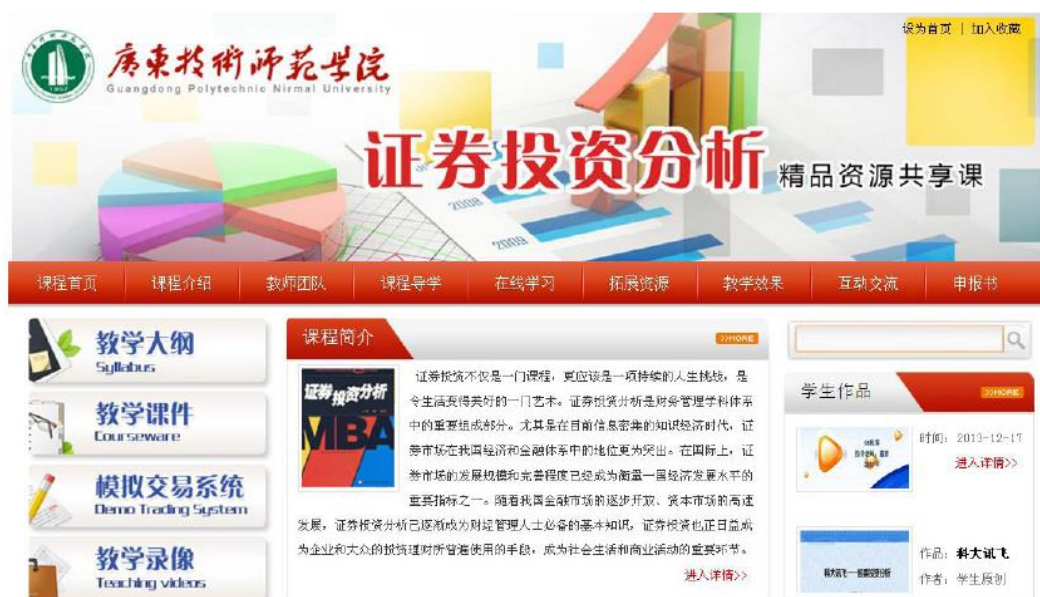 设为首页 | 加入收藏
廣東技術师范学院
Guangdong Polytechnic Nirmal University
证券投资分析 精品资源共享课
2008
2009
课程首页 课程介绍 教师团队 课程导学 在线学习 拓展资源 教学效果 互动交流 申报书
教学大纲
Syllabus
教学课件
Courseware
模拟交易系统
Demo Trading System
教学录像
Teaching videos
课程简介 >>MORE
证券投资分析
MBA
证券投资不仅是一门课程，更应该是一项持续的人生挑战，是
令生活变得美好的一门艺术。证券投资分析是财务管理学科体系
中的重要组成部分。尤其是在目前信息密集的知识经济时代，证
券市场在我国经济和金融体系中的地位更为突出。在国际上，证
券市场的发展规模和完善程度已经成为衡量一国经济发展水平的
重要指标之一。随着我国金融市场的逐步开放、资本市场的高速
发展，证券投资分析已逐渐成为财经管理人士必备的基本知识，证券投资也正日益成
为企业和大众的投资理财所普遍使用的手段，成为社会生活和商业活动的重要环节。
进入详情>>
学生作品 >>MORE
时间：2013-12-17
进入详情>>
作品：科大讯飞
作者：学生原创